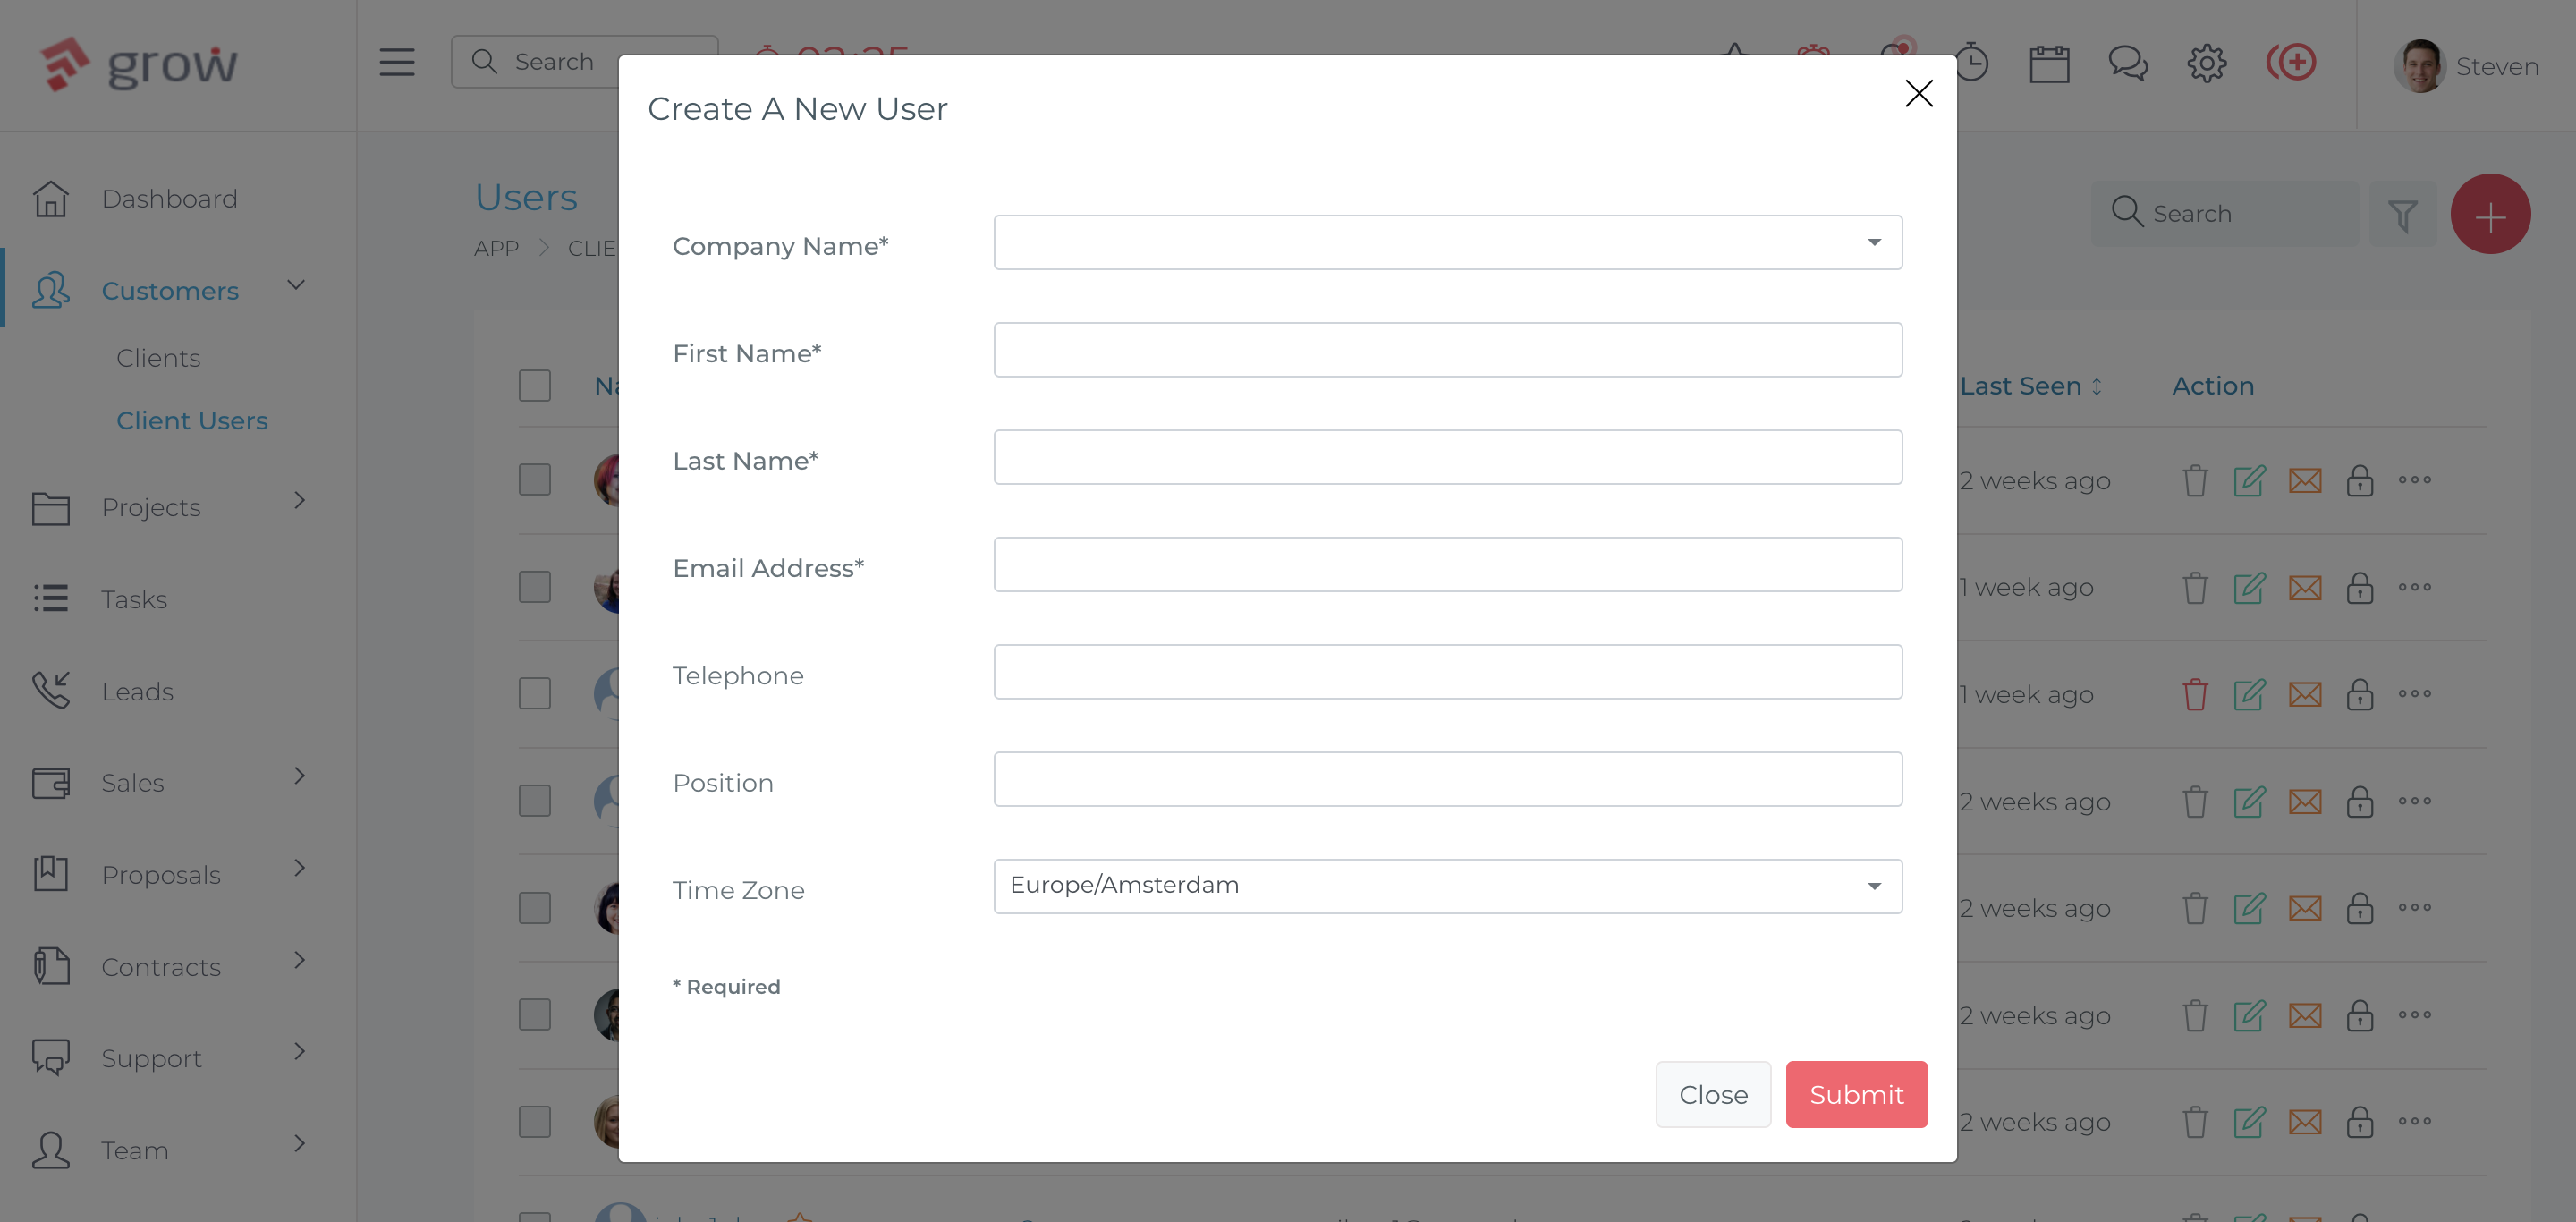 grow
Search
Steven
Create A New User
Dashboard
Customers
Clients
Client Users
Projects
Tasks
Leads
Sales
Proposals
Contracts
Support
Team
Users
APP
Search
Company Name*
First Name*
Last Name*
Email Address*
Telephone
Position
Time Zone
Europe/Amsterdam
* Required
Close
Submit
Last Seen
Action
2 weeks ago
1 week ago
1 week ago
2 weeks ago
2 weeks ago
2 weeks ago
2 weeks ago